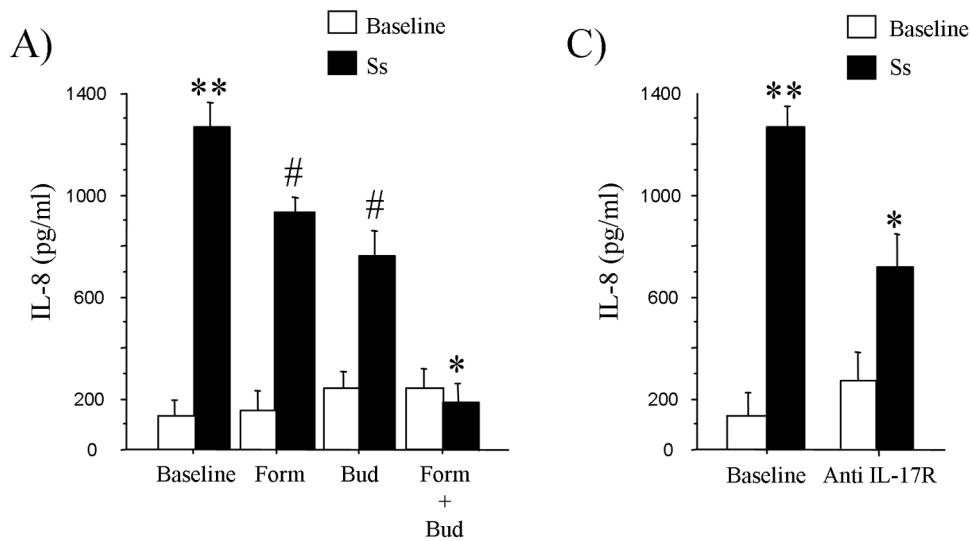 A)
Baseline
Ss
IL-8 (pg/ml)
1400
1000
600
200
0
**
#
#
*
Baseline
Form
Bud
Form
+
Bud
C)
Baseline
Ss
IL-8 (pg/ml)
1400
1000
600
200
0
**
*
Baseline
Anti IL-17R